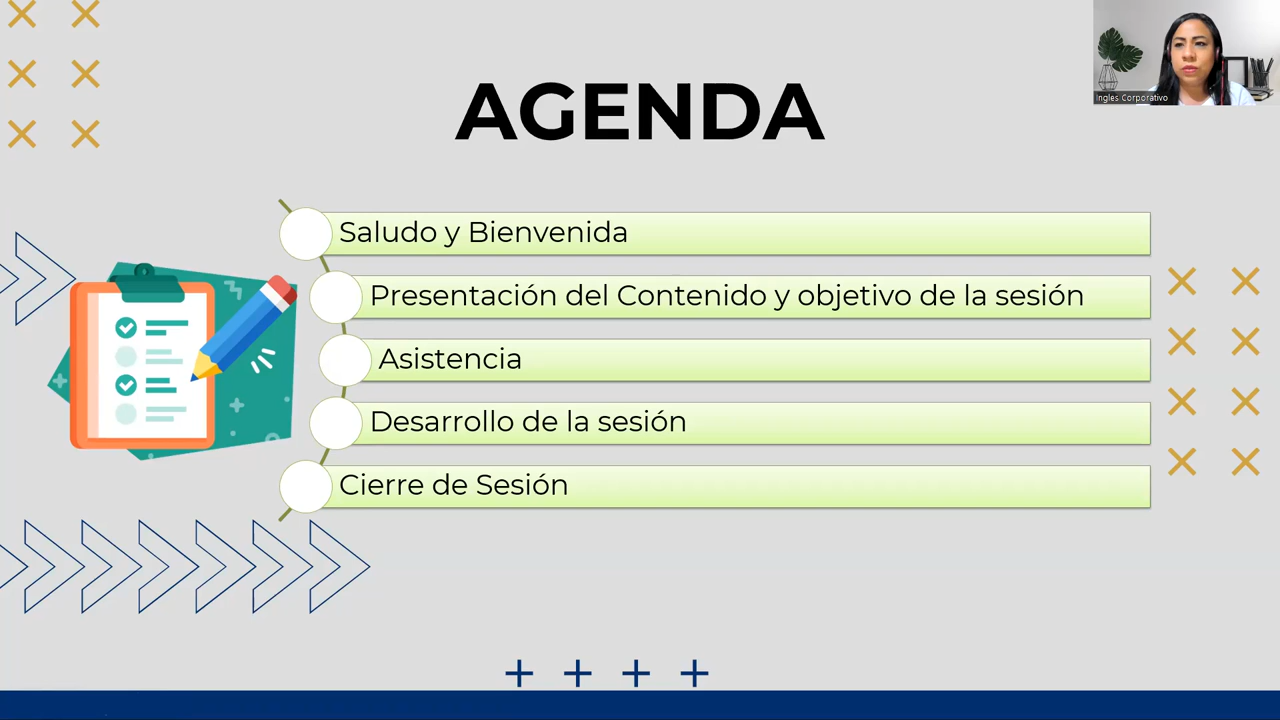 Ingles Corporativo
AGENDA
Saludo y Bienvenida
Presentación del Contenido y objetivo de la sesión
Asistencia
Desarrollo de la sesión
Cierre de Sesión